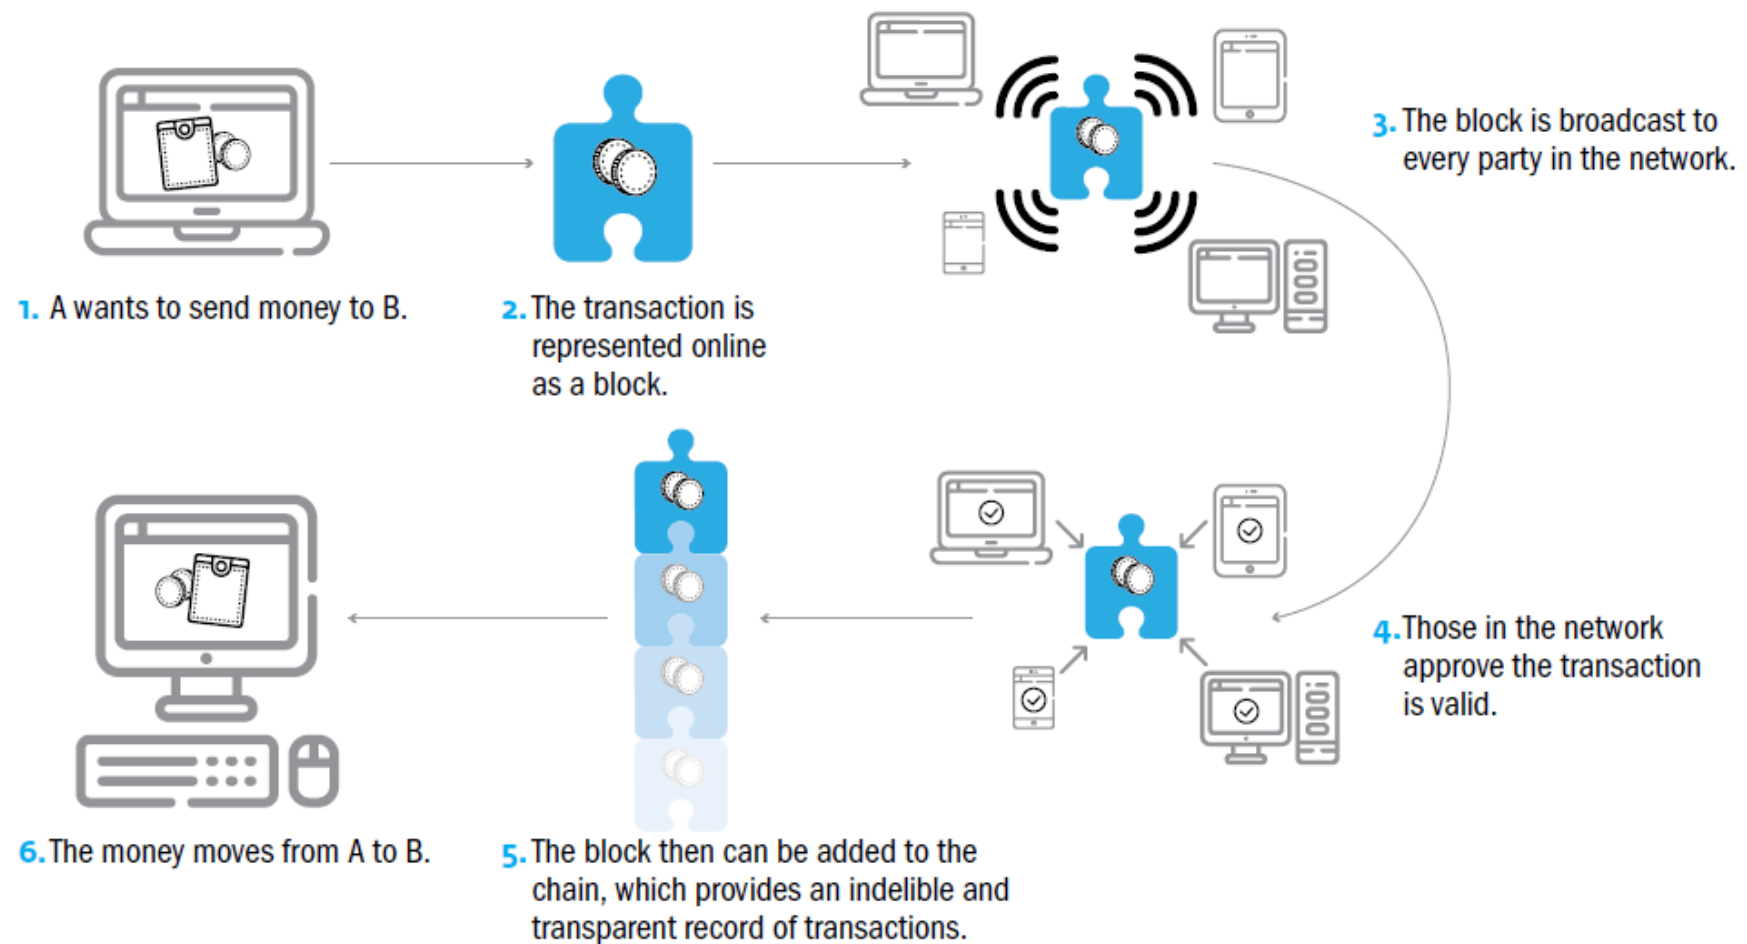 1. A wants to send money to B.
2. The transaction is
represented online
as a block.
3. The block is broadcast to
every party in the network.
4. Those in the network
approve the transaction
is valid.
5. The block then can be added to the
chain, which provides an indelible and
transparent record of transactions.
6. The money moves from A to B.